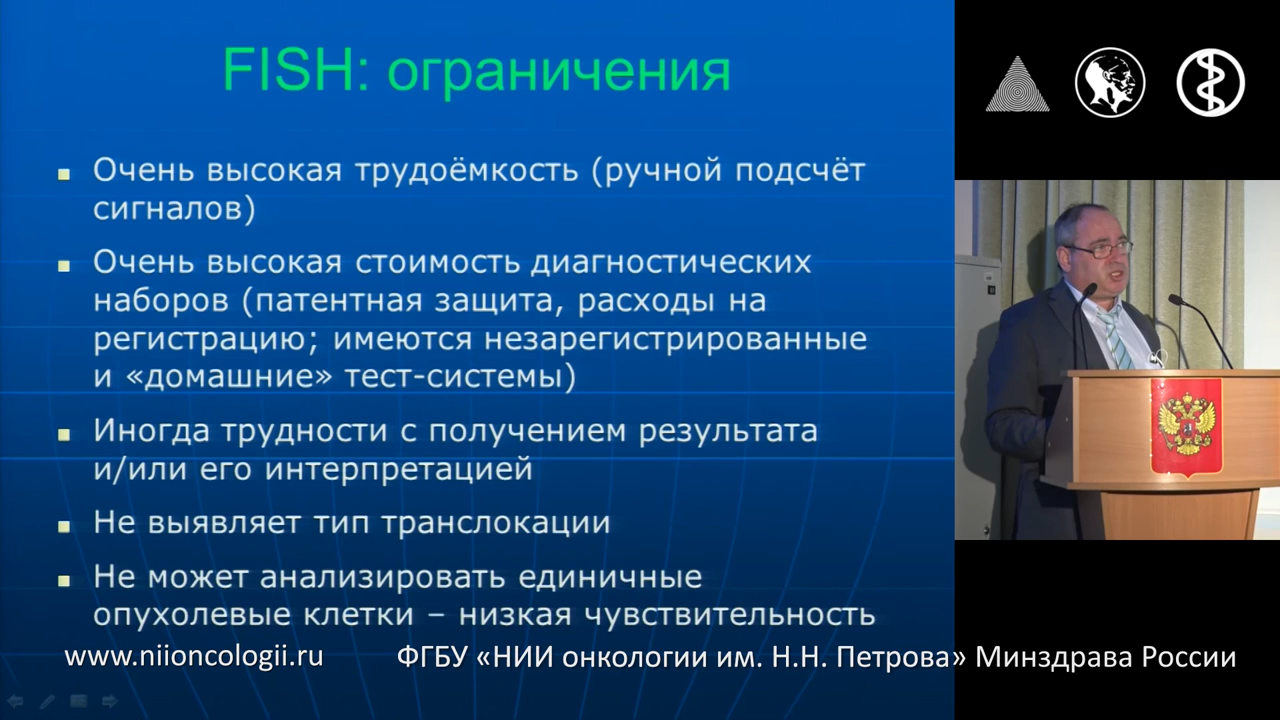 FISH: ограничения
Очень высокая трудоёмкость (ручной подсчёт
сигналов)
Очень высокая стоимость диагностических
наборов (патентная защита, расходы на
регистрацию; имеются незарегистрированные
и «домашние» тест-системы)
Иногда трудности с получением результата
и/или его интерпретацией
Не выявляет тип транслокации
Не может анализировать единичные
опухолевые клетки – низкая чувствительность
www.niioncologii.ru
ФГБУ «НИИ онкологии им. Н.Н. Петрова» Минздрава России